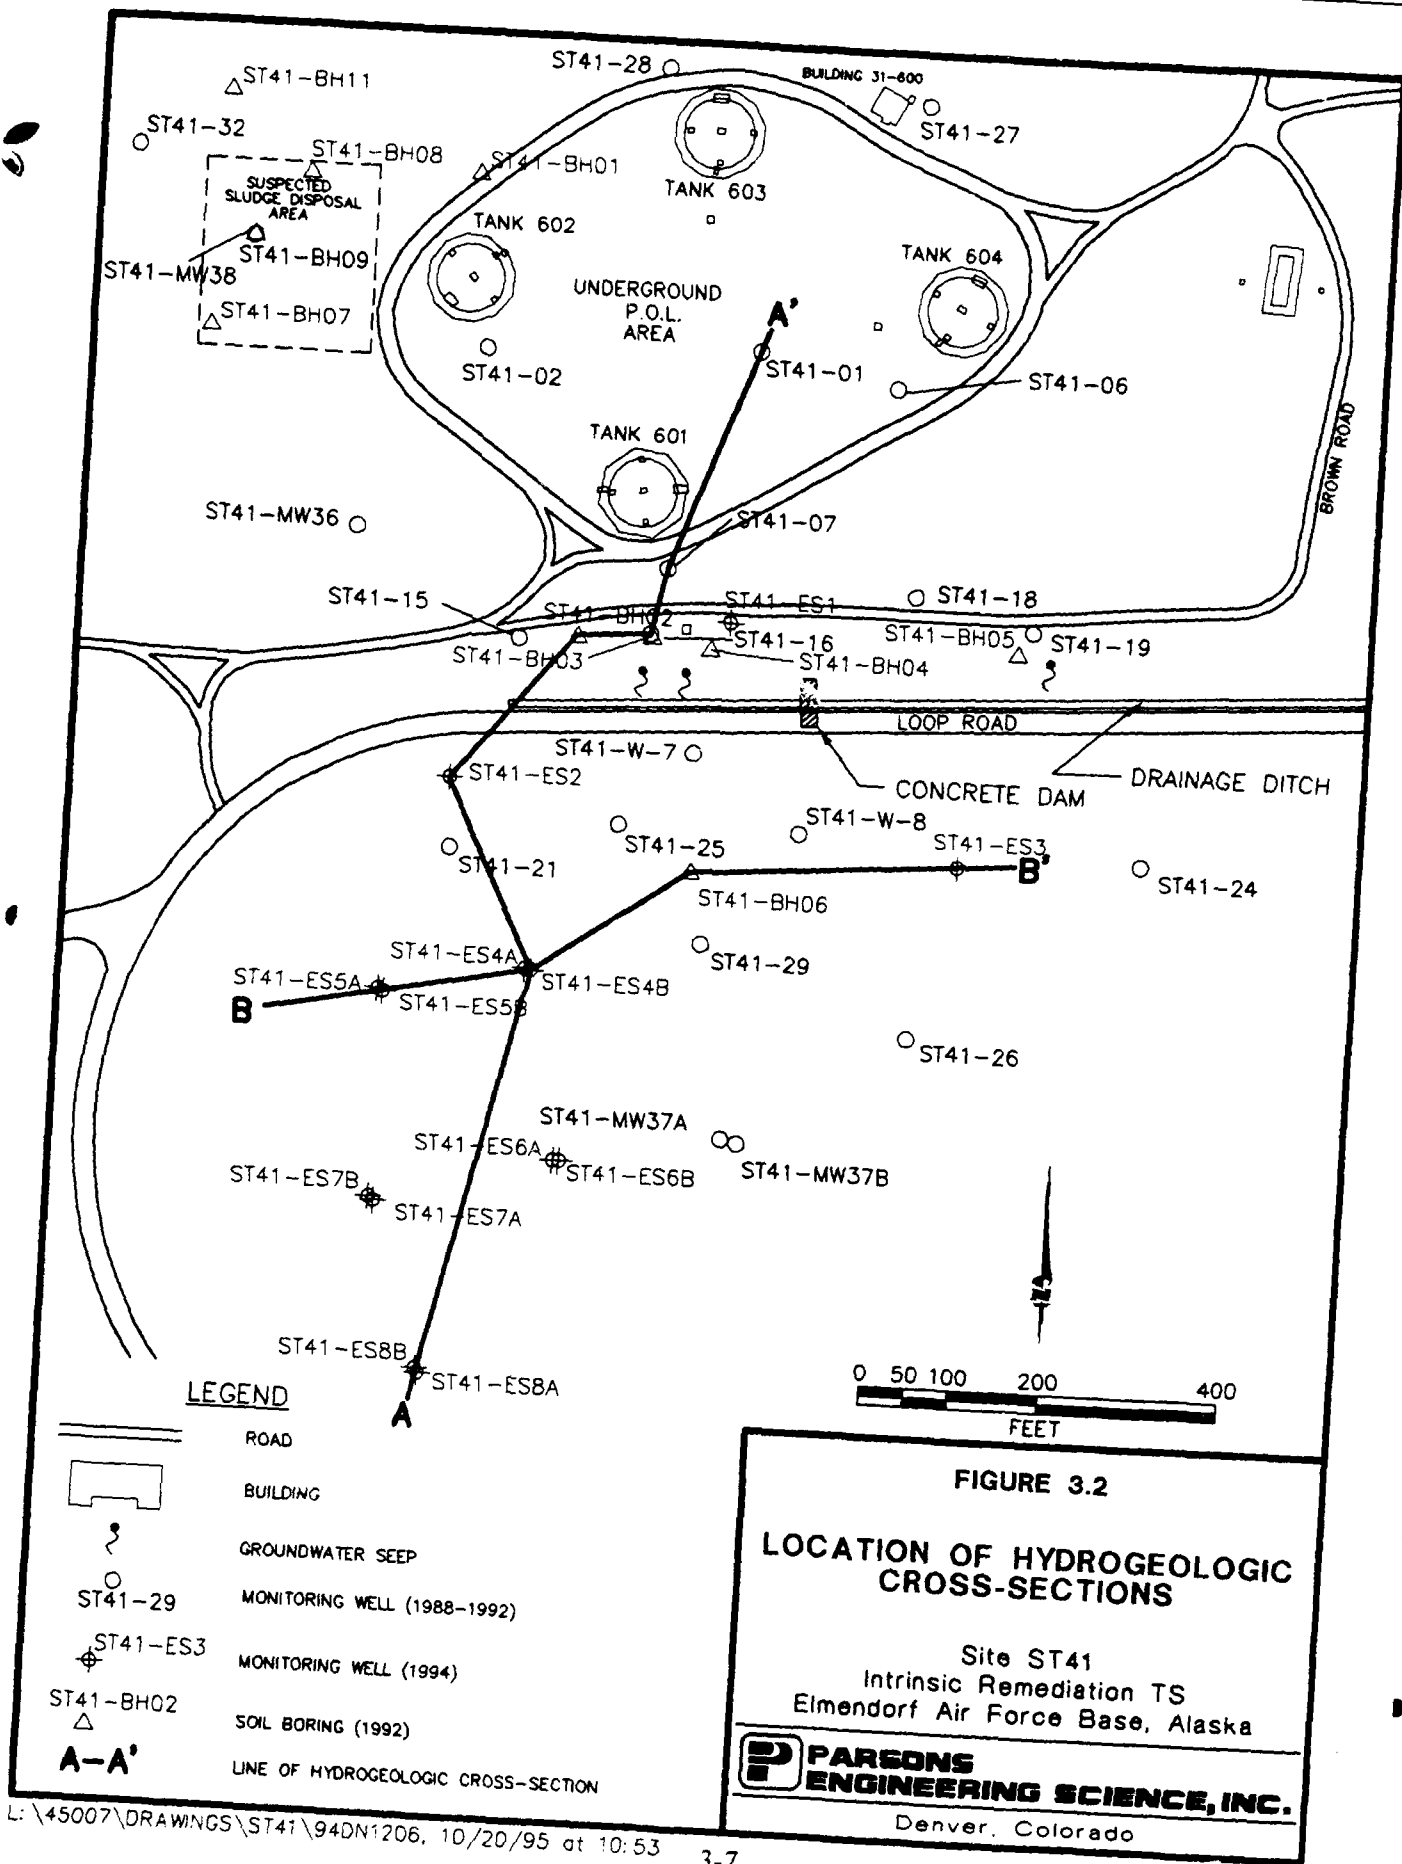 ST41-28
BUILDING 31-600
ST41-BH11
ST41-27
ST41-32
ST41-BH08
ST41-BH01
SUSPECTED
SLUDGE DISPOSAL
AREA
TANK 603
TANK 602
ST41-BH09
ST41-MW38
TANK 604
UNDERGROUND
P.O.L.
AREA
A'
ST41-BH07
ST41-02
ST41-01
ST41-06
TANK 601
BROWN ROAD
ST41-MW36
ST41-07
ST41-15
ST41-BH02
ST41-ES1
ST41-18
ST41-BH03
ST41-16
ST41-BH05
ST41-19
ST41-BH04
LOOP ROAD
ST41-W-7
ST41-ES2
CONCRETE DAM
DRAINAGE DITCH
ST41-W-8
ST41-25
ST41-ES3
ST41-21
B'
ST41-24
ST41-BH06
ST41-ES4A
ST41-29
ST41-ES5A
ST41-ES4B
B
ST41-ES5B
ST41-26
ST41-MW37A
ST41-ES6A
ST41-ES6B
ST41-MW37B
ST41-ES7B
ST41-ES7A
ST41-ES8B
ST41-ES8A
A
0 50 100 200 400
FEET
LEGEND
ROAD
BUILDING
GROUNDWATER SEEP
ST41-29 MONITORING WELL (1988-1992)
ST41-ES3 MONITORING WELL (1994)
ST41-BH02 SOIL BORING (1992)
A-A' LINE OF HYDROGEOLOGIC CROSS-SECTION
FIGURE 3.2
LOCATION OF HYDROGEOLOGIC
CROSS-SECTIONS
Site ST41
Intrinsic Remediation TS
Elmendorf Air Force Base, Alaska
PARSONS
ENGINEERING SCIENCE, INC.
Denver, Colorado
L:\45007\DRAWINGS\ST41\94DN1206, 10/20/95 at 10:53
3-7